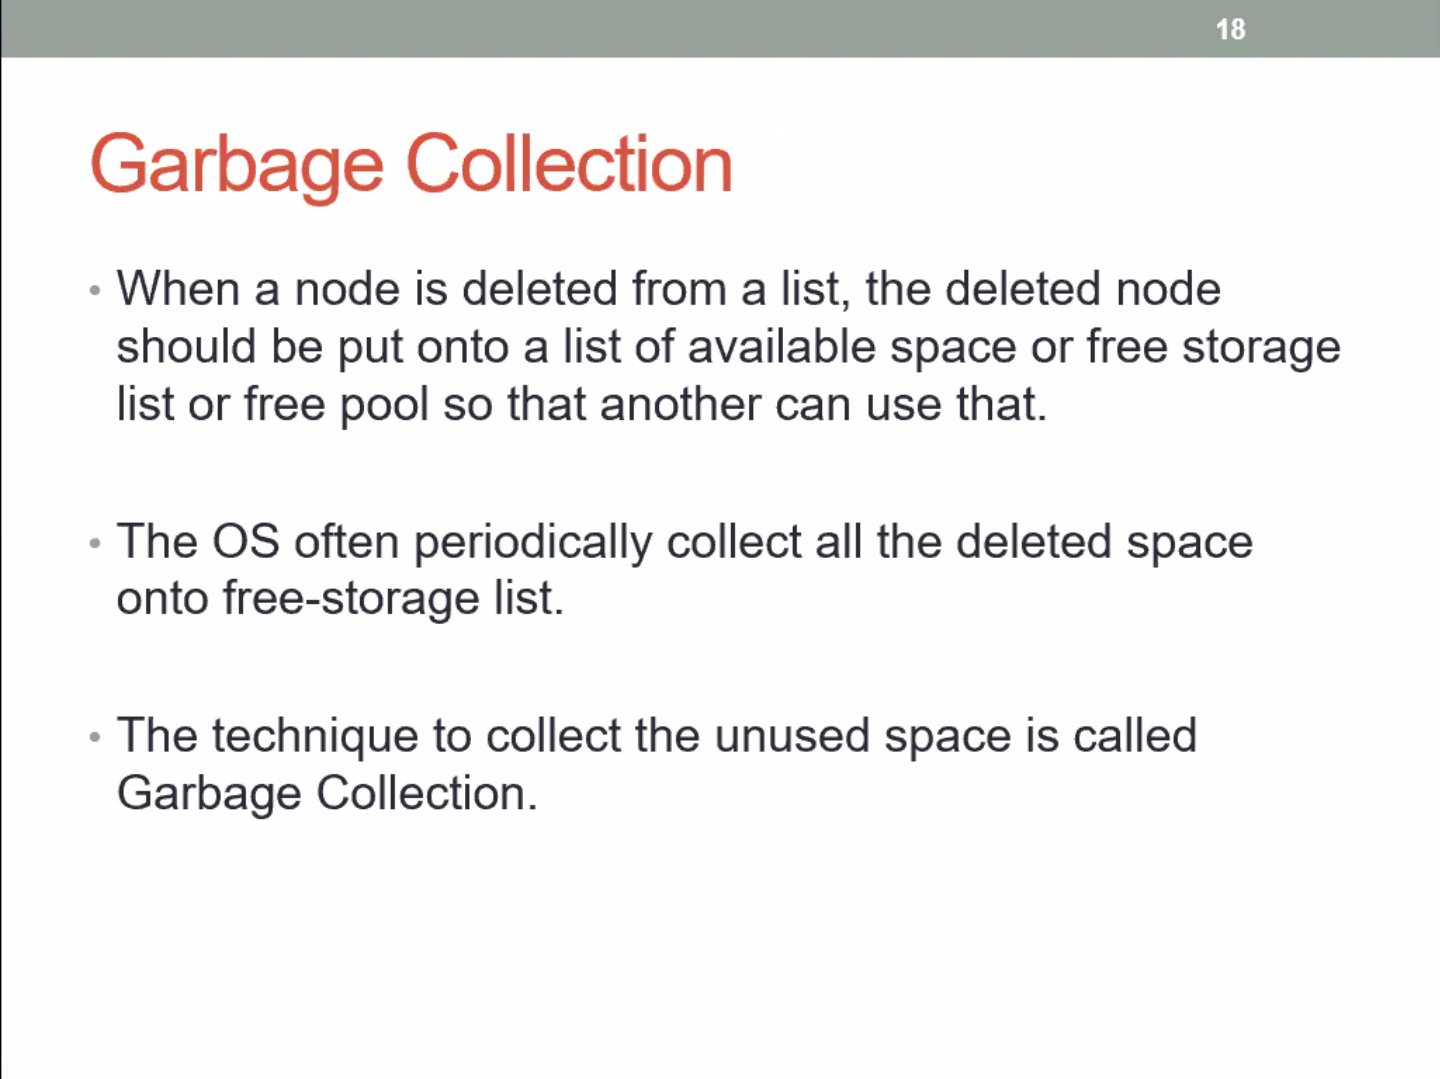 18
Garbage Collection
• When a node is deleted from a list, the deleted node
should be put onto a list of available space or free storage
list or free pool so that another can use that.
• The OS often periodically collect all the deleted space
onto free-storage list.
• The technique to collect the unused space is called
Garbage Collection.